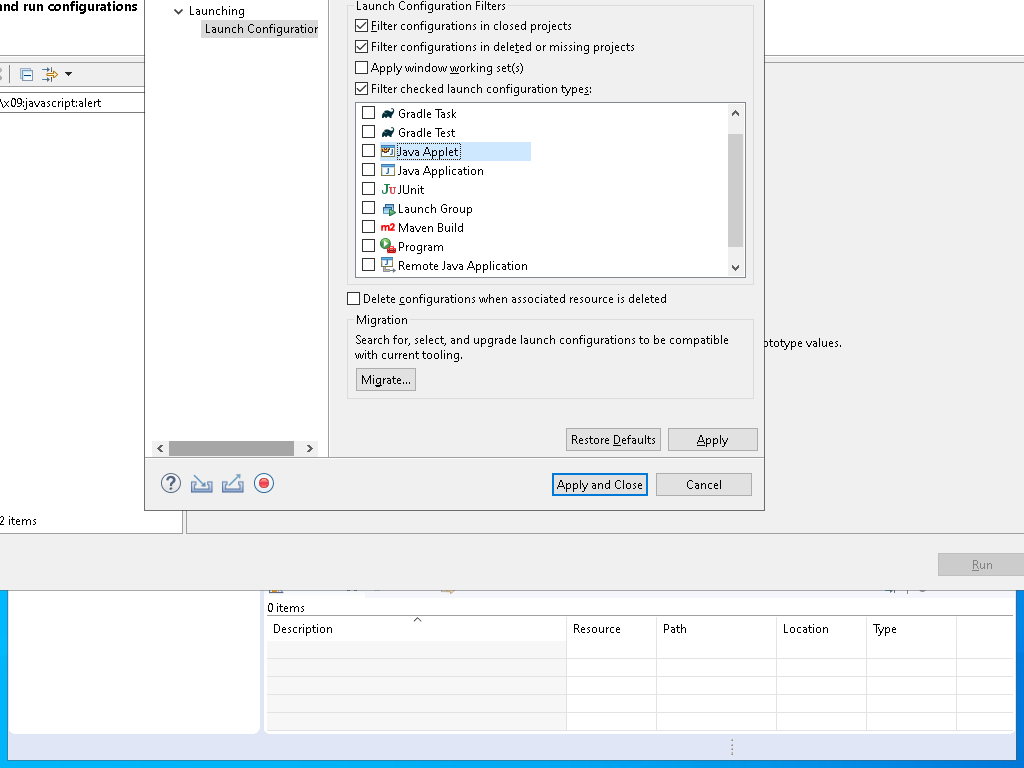 and run configurations
Launching
Launch Configuration
Launch Configuration Filters
Filter configurations in closed projects
Filter configurations in deleted or missing projects
Apply window working set(s)
Filter checked launch configuration types:
\x09:javascript:alert
Gradle Task
Gradle Test
Java Applet
Java Application
JUnit
Launch Group
Maven Build
Program
Remote Java Application
Delete configurations when associated resource is deleted
Migration
Search for, select, and upgrade launch configurations to be compatible
with current tooling.
Migrate...
ototype values.
Restore Defaults
Apply
Apply and Close
Cancel
2 items
Run
0 items
Description
Resource
Path
Location
Type